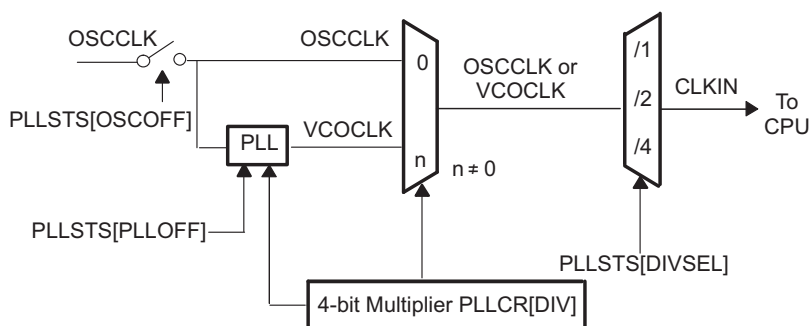 OSCCLK
OSCCLK
0
OSCCLK or
VCOCLK
/1
/2
/4
CLKIN
To
CPU
PLLSTS[OSCOFF]
PLL
VCOCLK
n
n ≠ 0
PLLSTS[PLLOFF]
PLLSTS[DIVSEL]
4-bit Multiplier PLLCR[DIV]